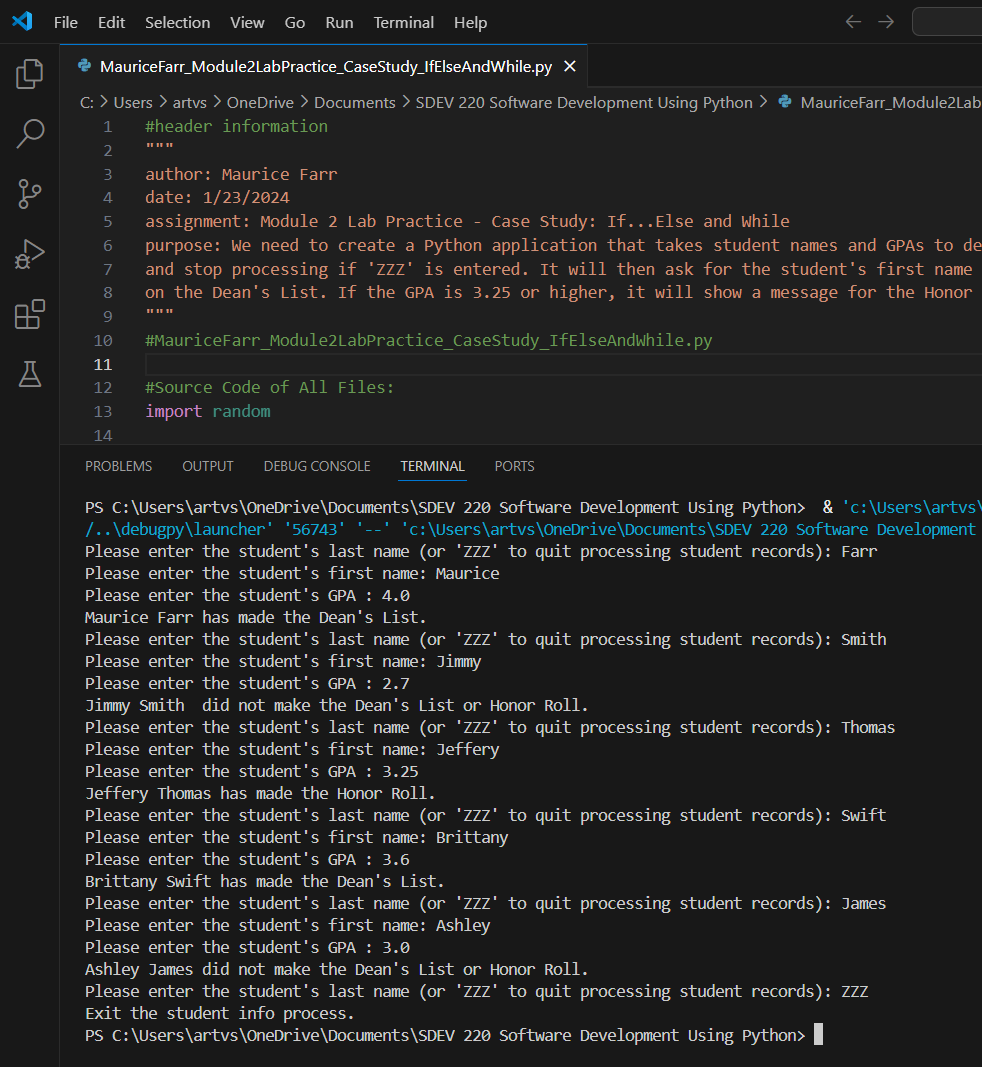 File Edit Selection View Go Run Terminal Help
MauriceFarr_Module2LabPractice_CaseStudy_IfElseAndWhile.py
C: > Users > artvs > OneDrive > Documents > SDEV 220 Software Development Using Python > MauriceFarr_Module2Lab
1 #header information
2 """
3 author: Maurice Farr
4 date: 1/23/2024
5 assignment: Module 2 Lab Practice - Case Study: If...Else and While
6 purpose: We need to create a Python application that takes student names and GPAs to de
7 and stop processing if 'ZZZ' is entered. It will then ask for the student's first name
8 on the Dean's List. If the GPA is 3.25 or higher, it will show a message for the Honor
9 """
10 #MauriceFarr_Module2LabPractice_CaseStudy_IfElseAndWhile.py
11
12 #Source Code of All Files:
13 import random
14
PROBLEMS OUTPUT DEBUG CONSOLE TERMINAL PORTS
PS C:\Users\artvs\OneDrive\Documents\SDEV 220 Software Development Using Python>  & 'c:\Users\artvs\
/..\debugpy\launcher' '56743' '--' 'c:\Users\artvs\OneDrive\Documents\SDEV 220 Software Development
Please enter the student's last name (or 'ZZZ' to quit processing student records): Farr
Please enter the student's first name: Maurice
Please enter the student's GPA : 4.0
Maurice Farr has made the Dean's List.
Please enter the student's last name (or 'ZZZ' to quit processing student records): Smith
Please enter the student's first name: Jimmy
Please enter the student's GPA : 2.7
Jimmy Smith  did not make the Dean's List or Honor Roll.
Please enter the student's last name (or 'ZZZ' to quit processing student records): Thomas
Please enter the student's first name: Jeffery
Please enter the student's GPA : 3.25
Jeffery Thomas has made the Honor Roll.
Please enter the student's last name (or 'ZZZ' to quit processing student records): Swift
Please enter the student's first name: Brittany
Please enter the student's GPA : 3.6
Brittany Swift has made the Dean's List.
Please enter the student's last name (or 'ZZZ' to quit processing student records): James
Please enter the student's first name: Ashley
Please enter the student's GPA : 3.0
Ashley James did not make the Dean's List or Honor Roll.
Please enter the student's last name (or 'ZZZ' to quit processing student records): ZZZ
Exit the student info process.
PS C:\Users\artvs\OneDrive\Documents\SDEV 220 Software Development Using Python>